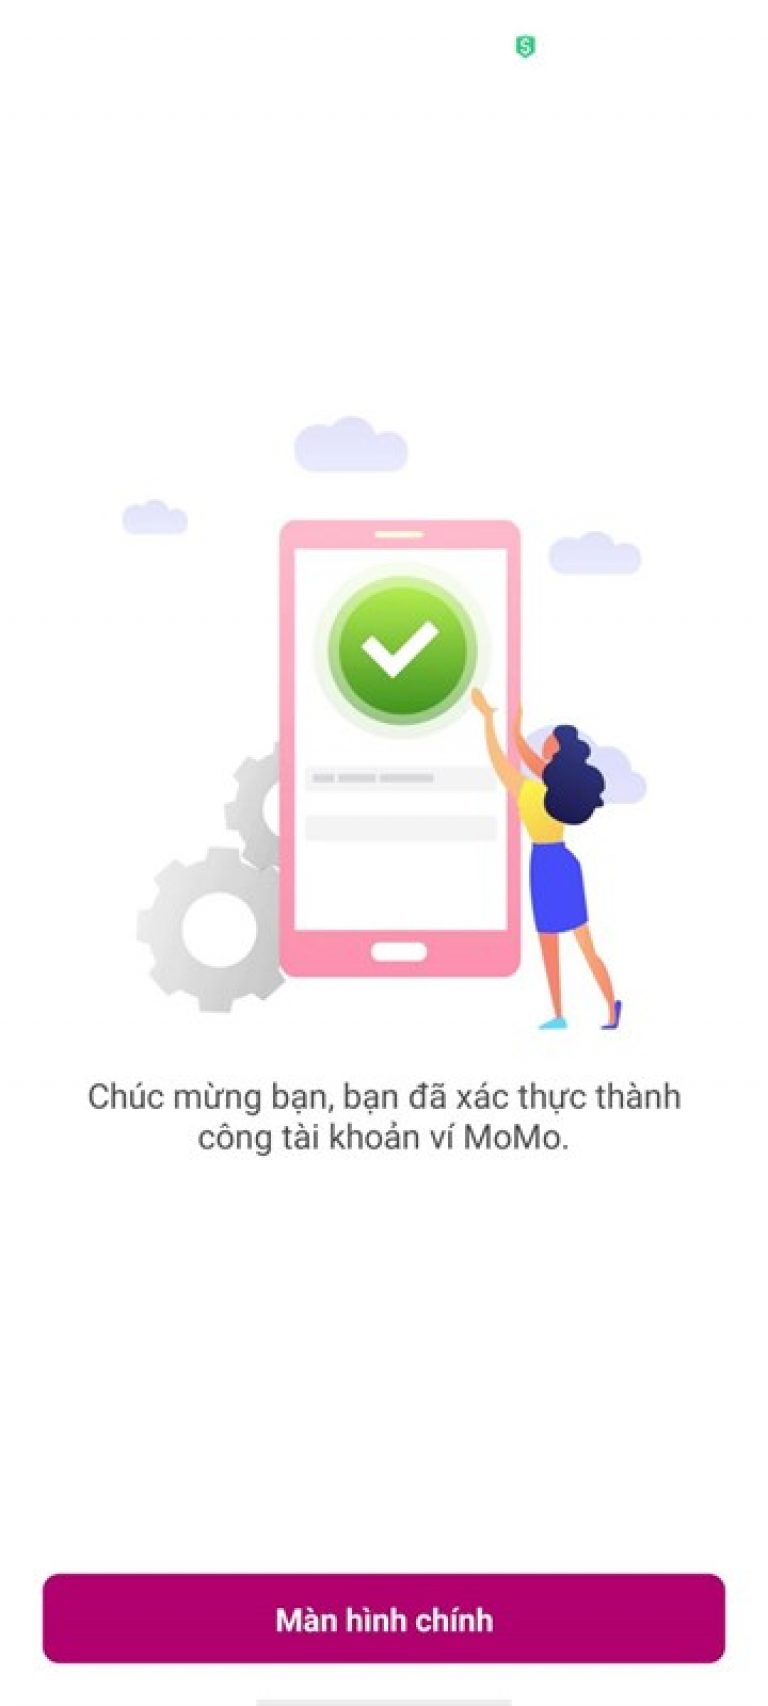 Chúc mừng bạn, bạn đã xác thực thành
công tài khoản ví MoMo.
Màn hình chính